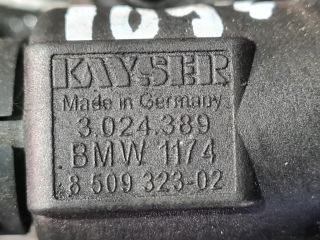 KAYSER
Made in Germany
3.024.389
BMW 1174
8 509 323-02